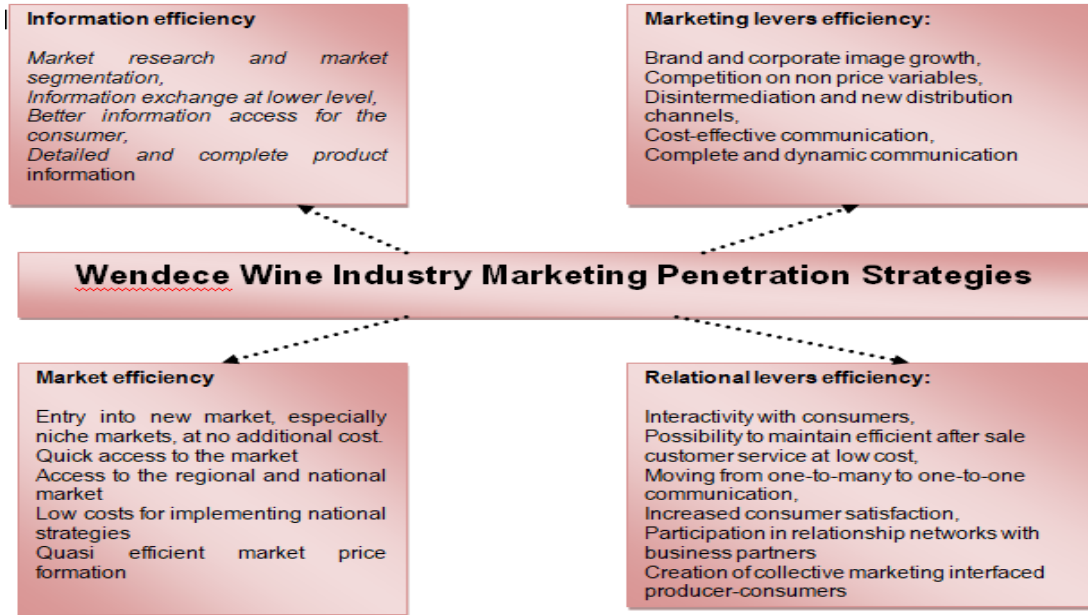 Information efficiency
Market research and market
segmentation,
Information exchange at lower level,
Better information access for the
consumer,
Detailed and complete product
information
Marketing levers efficiency:
Brand and corporate image growth,
Competition on non price variables,
Disintermediation and new distribution
channels,
Cost-effective communication,
Complete and dynamic communication
Wendece Wine Industry Marketing Penetration Strategies
Market efficiency
Entry into new market, especially
niche markets, at no additional cost.
Quick access to the market
Access to the regional and national
market
Low costs for implementing national
strategies
Quasi efficient market price
formation
Relational levers efficiency:
Interactivity with consumers,
Possibility to maintain efficient after sale
customer service at low cost,
Moving from one-to-many to one-to-one
communication,
Increased consumer satisfaction,
Participation in relationship networks with
business partners
Creation of collective marketing interfaced
producer-consumers